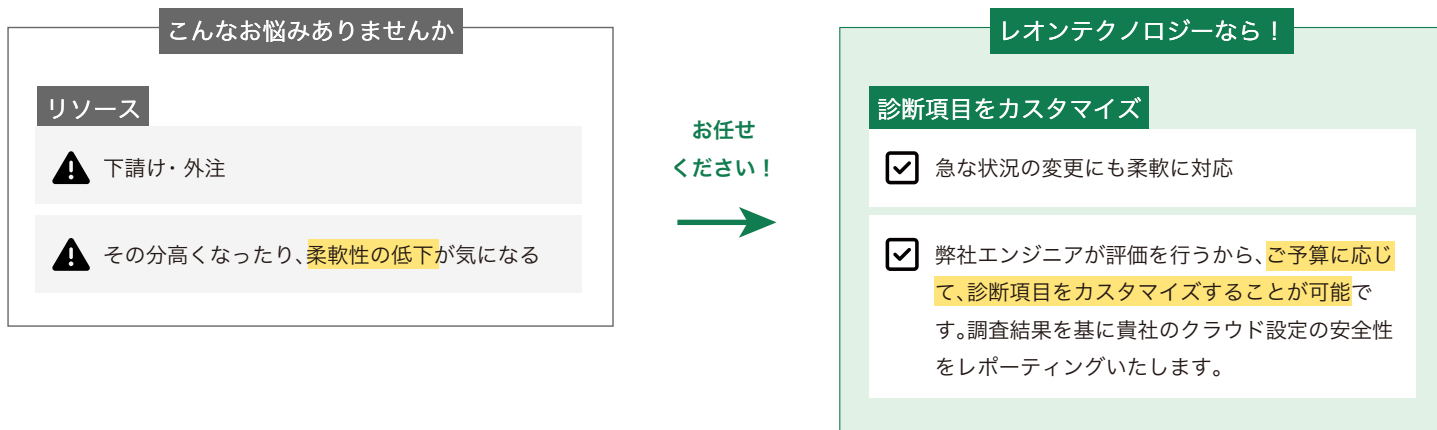 こんなお悩みありませんか
リソース
下請け・外注
その分高くなったり、柔軟性の低下が気になる
お任せ
ください！
レオンテクノロジーなら！
診断項目をカスタマイズ
急な状況の変更にも柔軟に対応
弊社エンジニアが評価を行うから、ご予算に応じ
て、診断項目をカスタマイズすることが可能で
す。調査結果を基に貴社のクラウド設定の安全性
をレポーティングいたします。